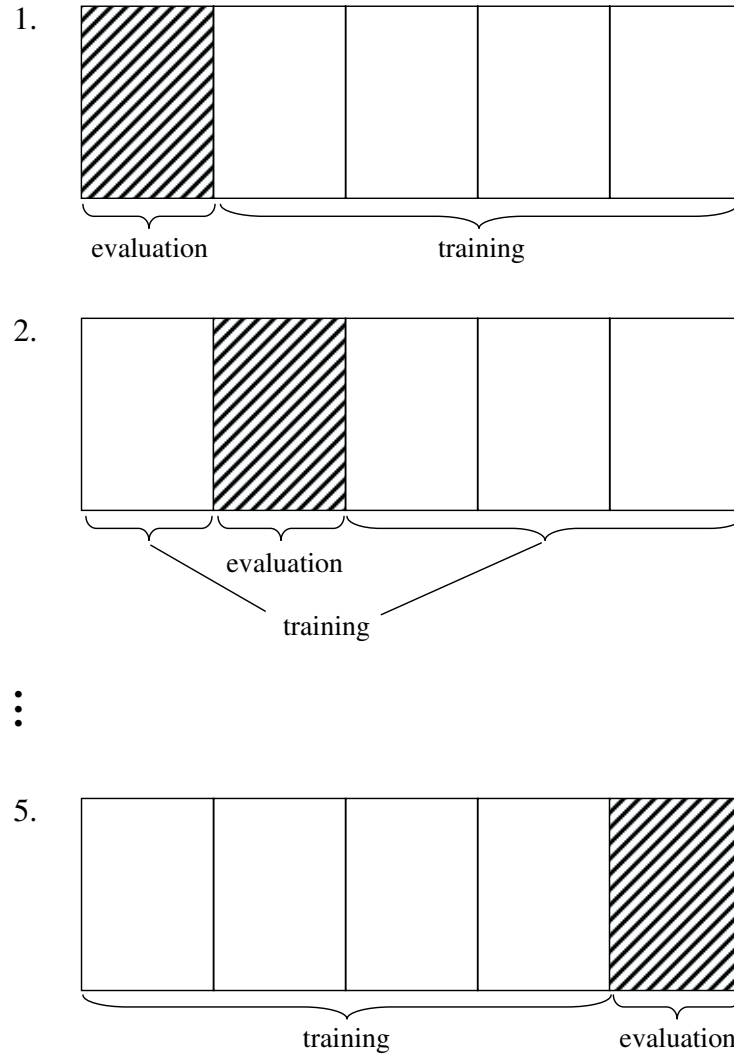 1.
evaluation training
2.
evaluation
training
5.
training evaluation